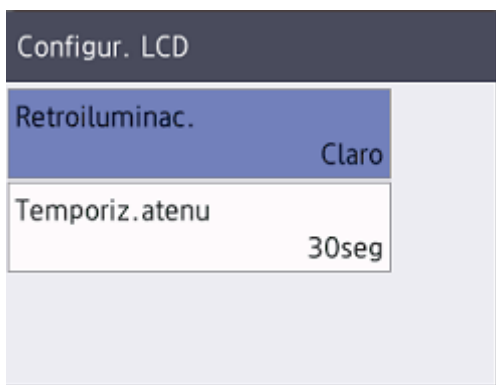 Configur. LCD
Retroiluminac.
Claro
Temporiz.atenu
30seg